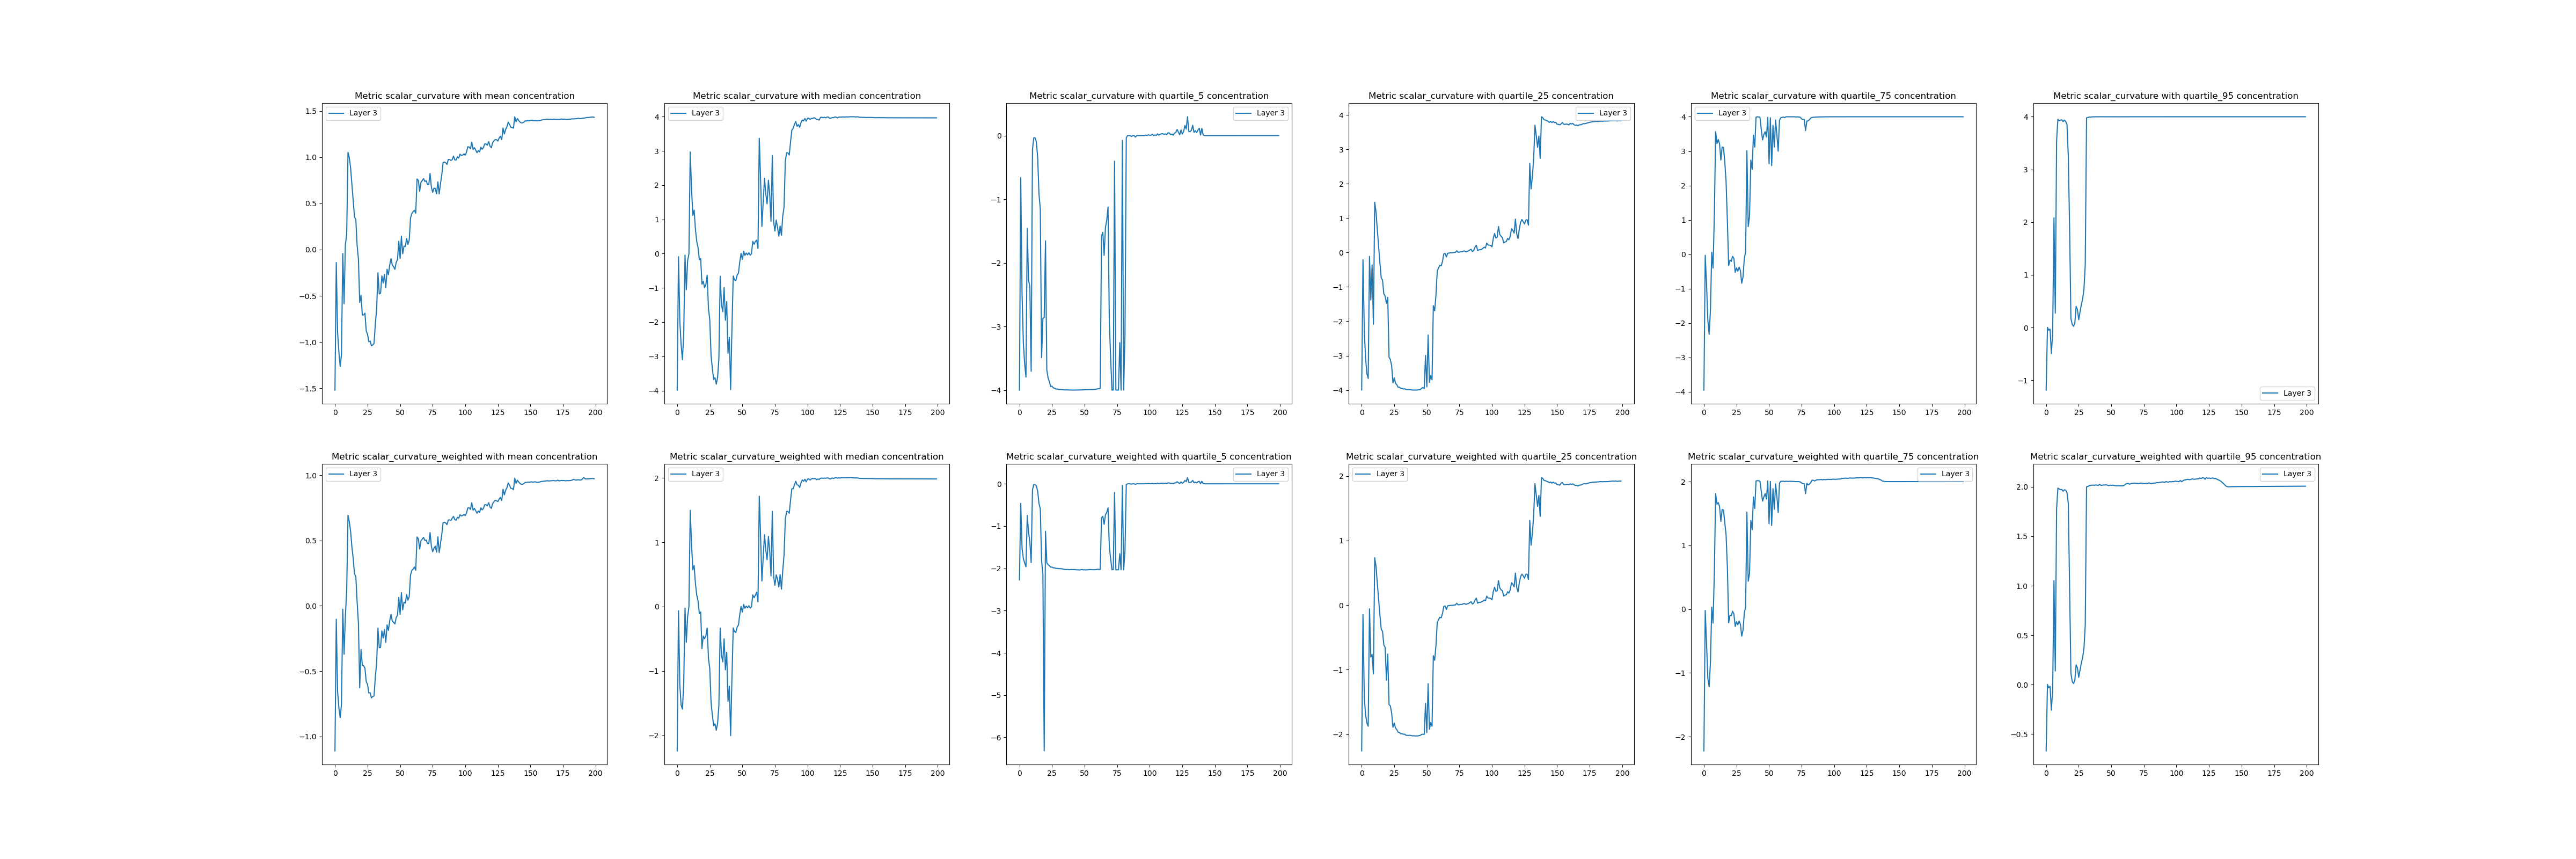 Metric scalar_curvature with mean concentration
Layer 3
1.5
1.0
0.5
0.0
−0.5
−1.0
−1.5
0 25 50 75 100 125 150 175 200
Metric scalar_curvature with median concentration
Layer 3
4
3
2
1
0
−1
−2
−3
−4
0 25 50 75 100 125 150 175 200
Metric scalar_curvature with quartile_5 concentration
Layer 3
0
−1
−2
−3
−4
0 25 50 75 100 125 150 175 200
Metric scalar_curvature with quartile_25 concentration
Layer 3
4
3
2
1
0
−1
−2
−3
−4
0 25 50 75 100 125 150 175 200
Metric scalar_curvature with quartile_75 concentration
Layer 3
4
3
2
1
0
−1
−2
−3
−4
0 25 50 75 100 125 150 175 200
Metric scalar_curvature with quartile_95 concentration
4
3
2
1
0
−1
Layer 3
0 25 50 75 100 125 150 175 200
Metric scalar_curvature_weighted with mean concentration
Layer 3
1.0
0.5
0.0
−0.5
−1.0
0 25 50 75 100 125 150 175 200
Metric scalar_curvature_weighted with median concentration
Layer 3
2
1
0
−1
−2
0 25 50 75 100 125 150 175 200
Metric scalar_curvature_weighted with quartile_5 concentration
Layer 3
0
−1
−2
−3
−4
−5
−6
0 25 50 75 100 125 150 175 200
Metric scalar_curvature_weighted with quartile_25 concentration
Layer 3
2
1
0
−1
−2
0 25 50 75 100 125 150 175 200
Metric scalar_curvature_weighted with quartile_75 concentration
Layer 3
2
1
0
−1
−2
0 25 50 75 100 125 150 175 200
Metric scalar_curvature_weighted with quartile_95 concentration
Layer 3
2.0
1.5
1.0
0.5
0.0
−0.5
0 25 50 75 100 125 150 175 200